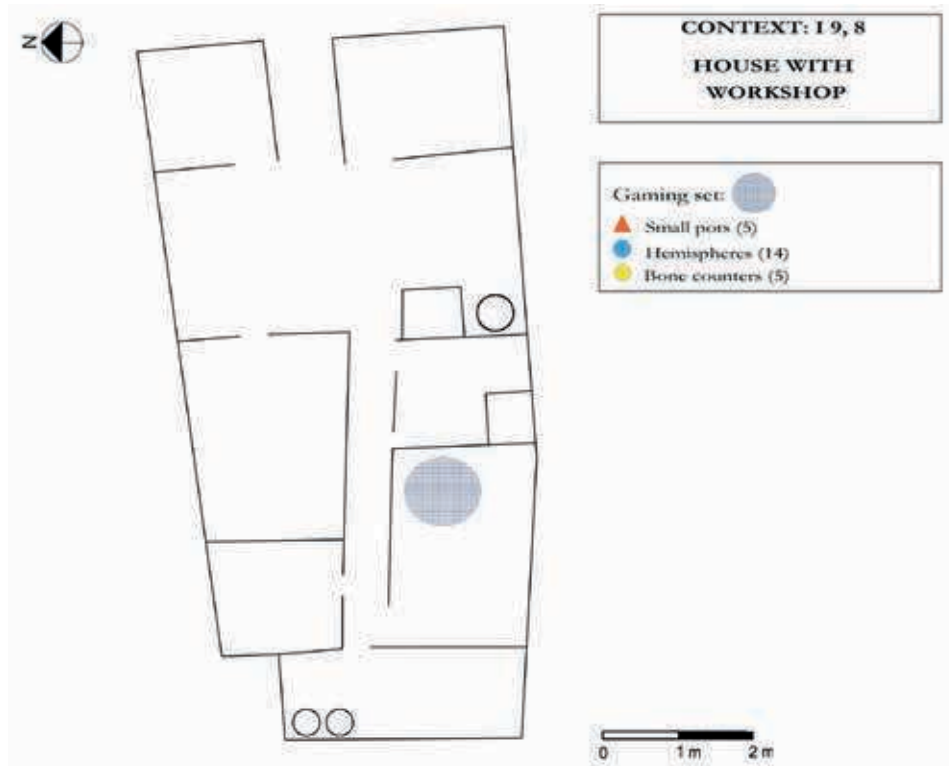 N
CONTEXT: I 9, 8
HOUSE WITH
WORKSHOP
Gaming set:
Small pots (5)
Hemispheres (14)
Bone counters (5)
0 1 m 2 m